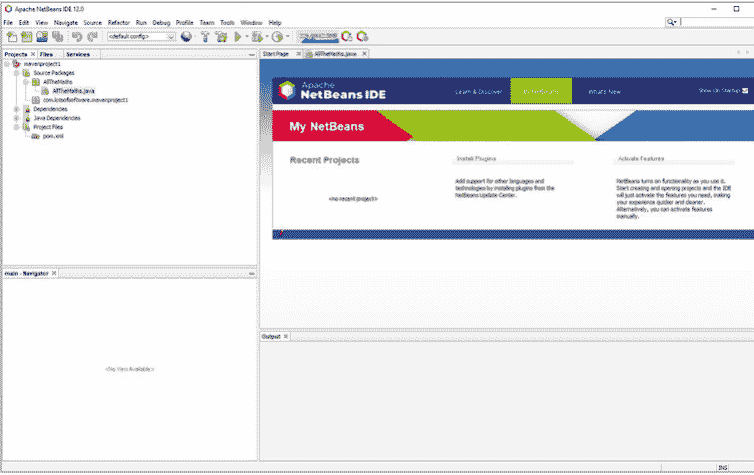 Apache NetBeans IDE 12.0
File Edit View Navigate Source Refactor Run Debug Profile Team Tools Window Help
<default config>
Projects Files Services
mavenproject1
Source Packages
AllTheMaths
AllTheMaths.java
Dependencies
Java Dependencies
Project Files
pom.xml
main - Navigator
<No View Available>
Start Page AllTheMaths.java
Apache
NetBeans IDE
Learn & Discover My NetBeans What's New Show On Startup
My NetBeans
Recent Projects
<no recent project>
Install Plugins
Add support for other languages and
technologies by installing plugins from the
NetBeans Update Center.
Activate Features
NetBeans turns on functionality as you use it.
Start creating and opening projects and the IDE
will just activate the features you need, making
your experience quicker and cleaner.
Alternatively, you can activate features
manually.
Output
INS